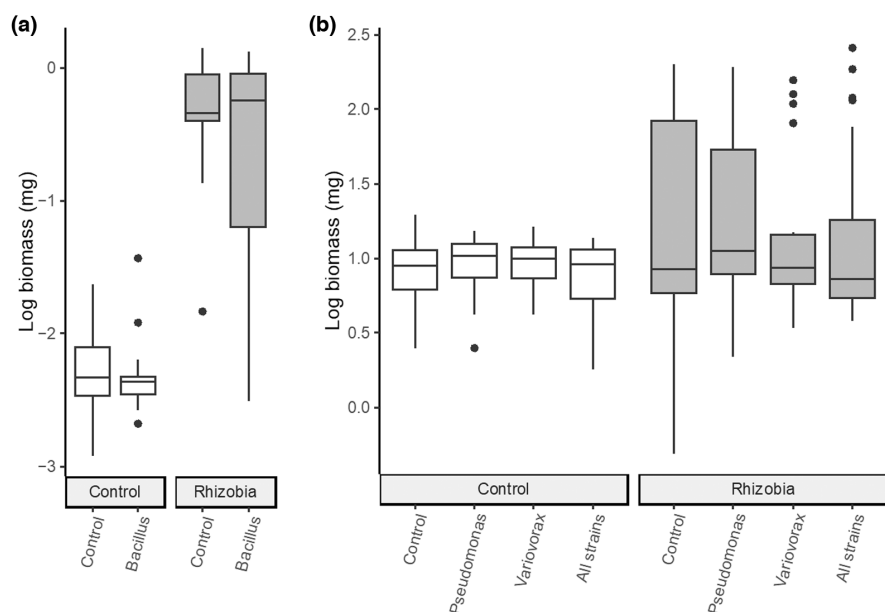 (a)
Log biomass (mg)
0
−1
−2
−3
Control
Rhizobia
Control
Bacillus
Control
Bacillus
(b)
Log biomass (mg)
2.5
2.0
1.5
1.0
0.5
0.0
Control
Rhizobia
Control
Pseudomonas
Variovorax
All strains
Control
Pseudomonas
Variovorax
All strains